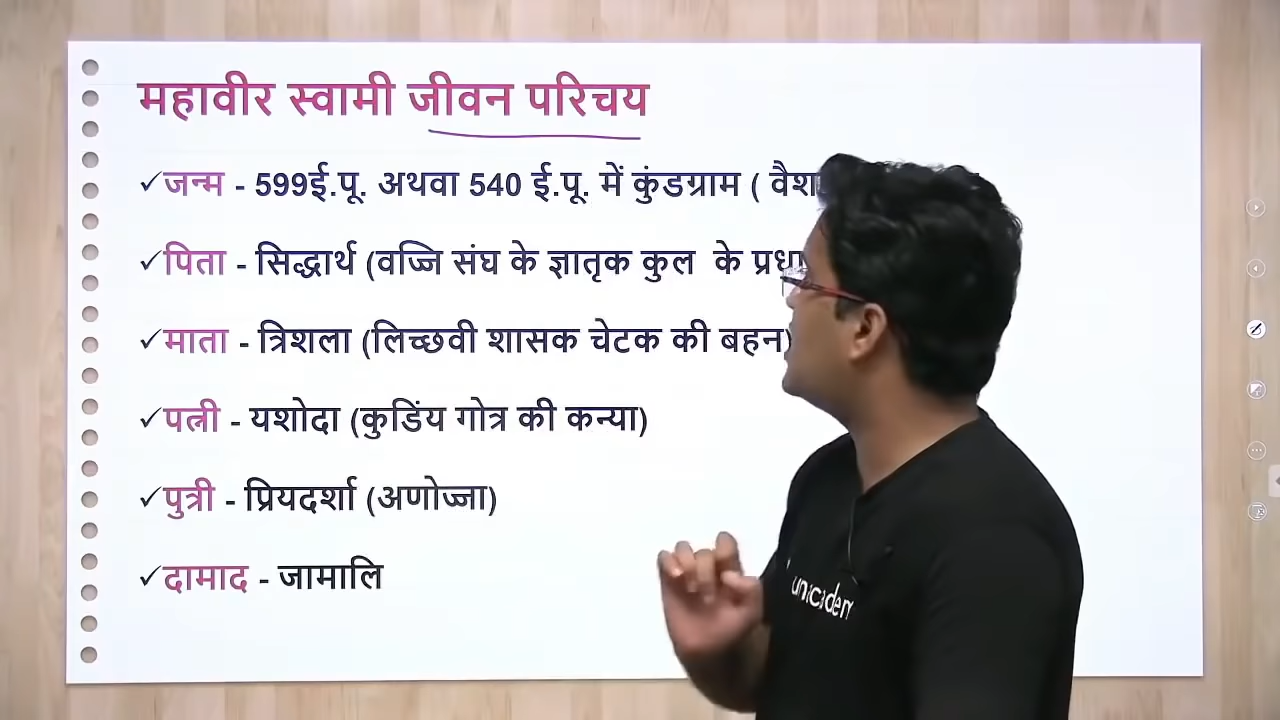 महावीर स्वामी जीवन परिचय
✓जन्म - 599ई.पू. अथवा 540 ई.पू. में कुंडग्राम (
✓पिता - सिद्धार्थ (वज्जि संघ के ज्ञातृक कुल के
✓माता - त्रिशला (लिच्छवी शासक चेटक की बहन)
✓पत्नी - यशोदा (कुडिंय गोत्र की कन्या)
✓पुत्री - प्रियदर्शा (अणोज्जा)
✓दामाद - जामालि